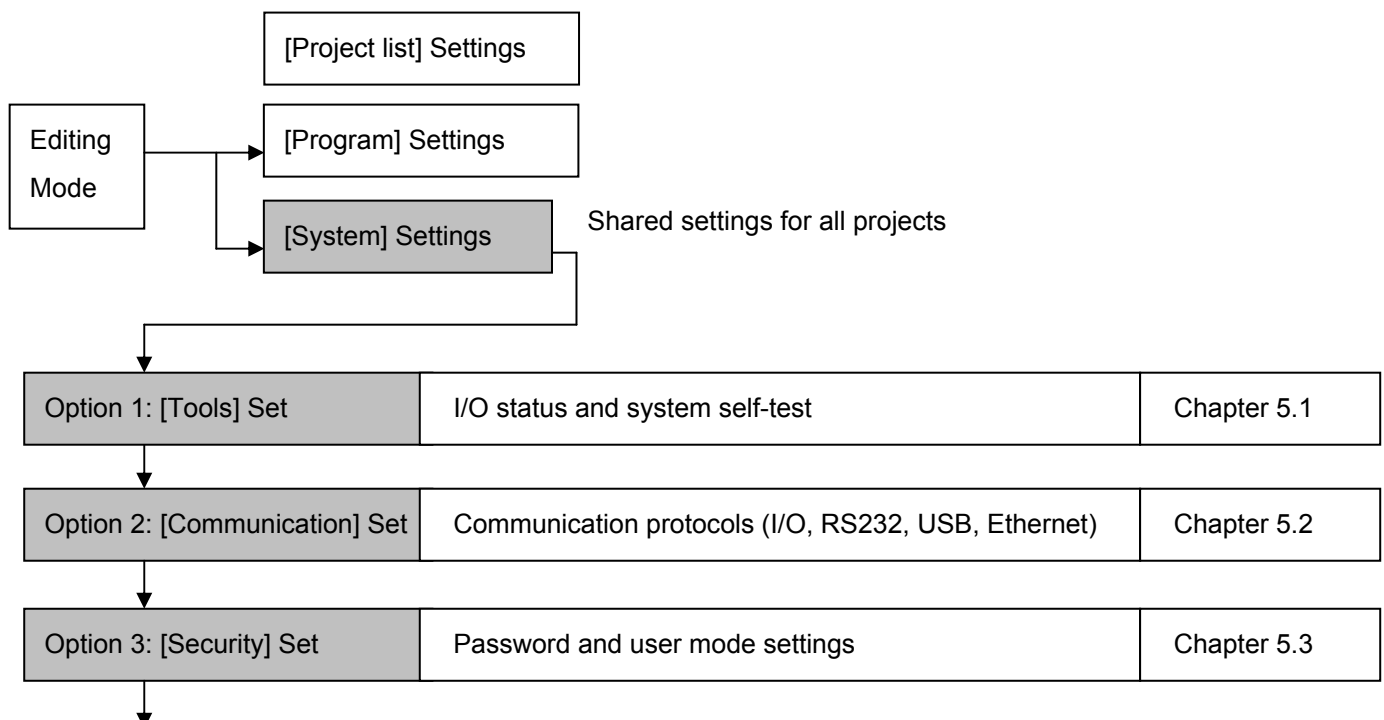 [Project list] Settings
Editing
Mode
[Program] Settings
[System] Settings
Shared settings for all projects
Option 1: [Tools] Set
I/O status and system self-test
Chapter 5.1
Option 2: [Communication] Set
Communication protocols (I/O, RS232, USB, Ethernet)
Chapter 5.2
Option 3: [Security] Set
Password and user mode settings
Chapter 5.3